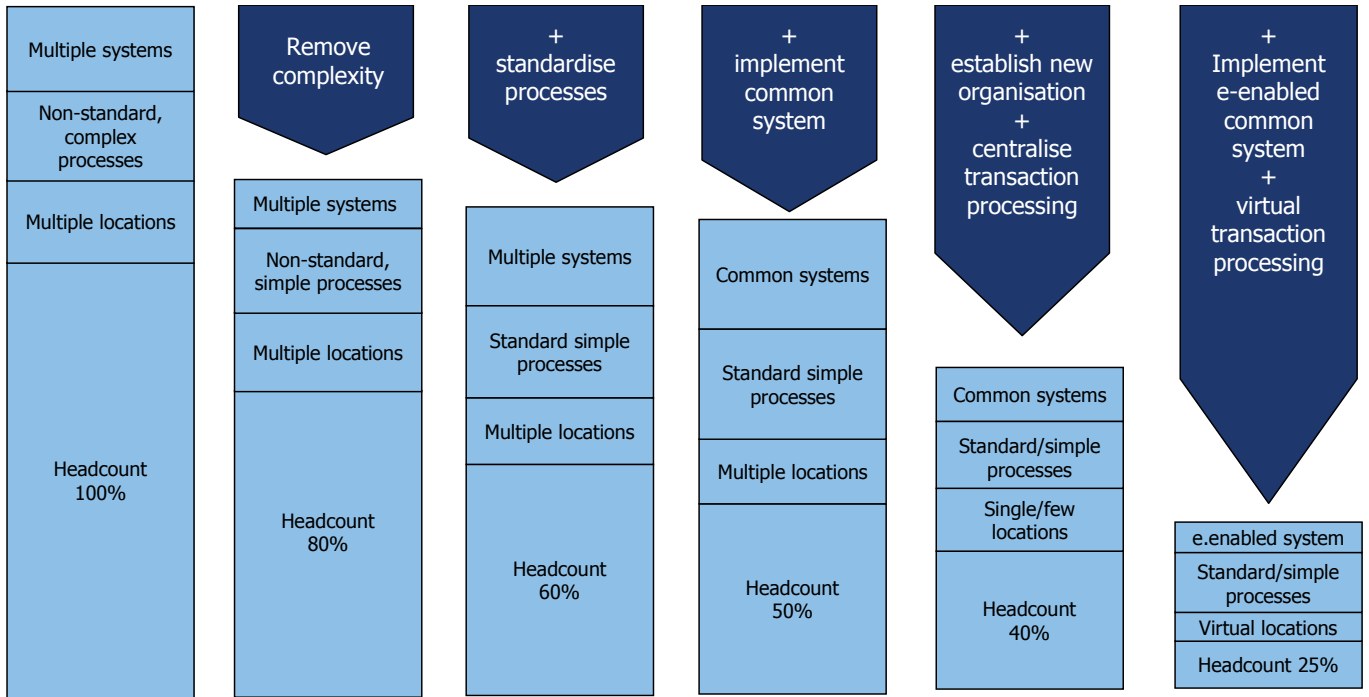 Multiple systems
Non-standard,
complex
processes
Multiple locations
Headcount
100%
Remove
complexity
Multiple systems
Non-standard,
simple processes
Multiple locations
Headcount
80%
+
standardise
processes
Multiple systems
Standard simple
processes
Multiple locations
Headcount
60%
+
implement
common
system
Common systems
Standard simple
processes
Multiple locations
Headcount
50%
+
establish new
organisation
+
centralise
transaction
processing
Common systems
Standard/simple
processes
Single/few
locations
Headcount
40%
+
Implement
e-enabled
common
system
+
virtual
transaction
processing
e.enabled system
Standard/simple
processes
Virtual locations
Headcount 25%